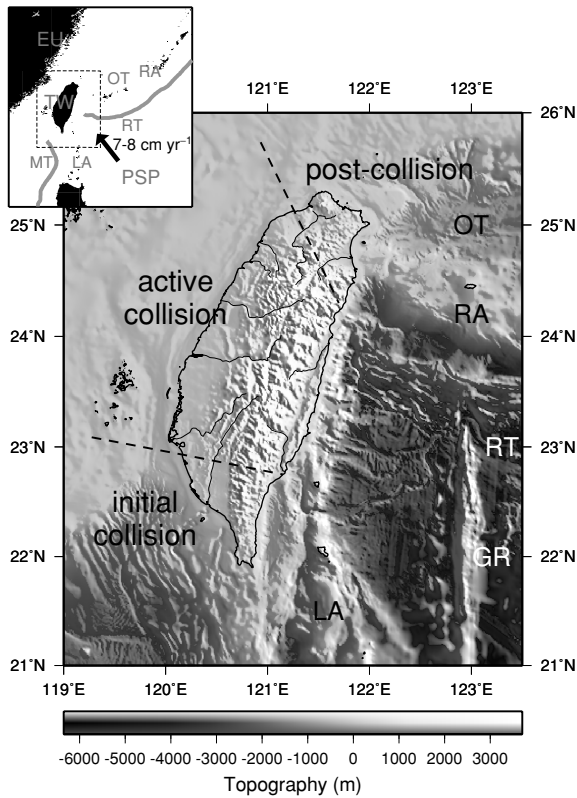 EU
OT
RA
TW
RT
7-8 cm yr⁻¹
MT
LA
PSP
121˚E
122˚E
123˚E
26˚N
post-collision
25˚N
OT
25˚N
active
collision
24˚N
RA
24˚N
23˚N
RT
23˚N
initial
collision
22˚N
GR
22˚N
LA
21˚N
21˚N
119˚E
120˚E
121˚E
122˚E
123˚E
-6000 -5000 -4000 -3000 -2000 -1000 0 1000 2000 3000
Topography (m)